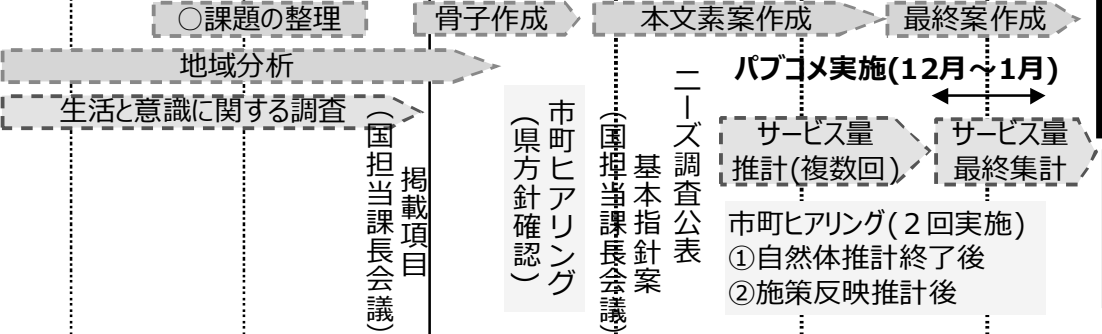 ○課題の整理
骨子作成
本文素案作成
最終案作成
地域分析
パブコメ実施(12月～1月)
生活と意識に関する調査
掲載項目
（国担当課長会議）
市町ヒアリング
（県方針確認）
基本指針案
（国担当課長会議）
ニーズ調査公表
サービス量
推計(複数回)
サービス量
最終集計
市町ヒアリング(２回実施)
①自然体推計終了後
②施策反映推計後